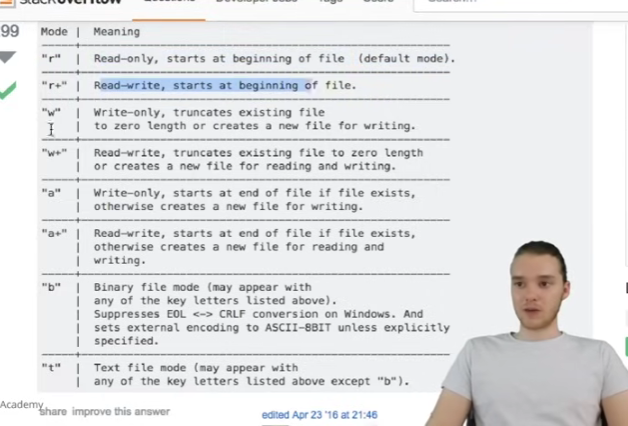 stackoverflow
99
Mode | Meaning
"r" | Read-only, starts at beginning of file (default mode).
"r+" | Read-write, starts at beginning of file.
"w" | Write-only, truncates existing file
| to zero length or creates a new file for writing.
"w+" | Read-write, truncates existing file to zero length
| or creates a new file for reading and writing.
"a" | Write-only, starts at end of file if file exists,
| otherwise creates a new file for writing.
"a+" | Read-write, starts at end of file if file exists,
| otherwise creates a new file for reading and
| writing.
"b" | Binary file mode (may appear with
| any of the key letters listed above).
| Suppresses EOL <-> CRLF conversion on Windows. And
| sets external encoding to ASCII-8BIT unless explicitly
| specified.
"t" | Text file mode (may appear with
| any of the key letters listed above except "b").
Academy
share improve this answer
edited Apr 23 '16 at 21:46